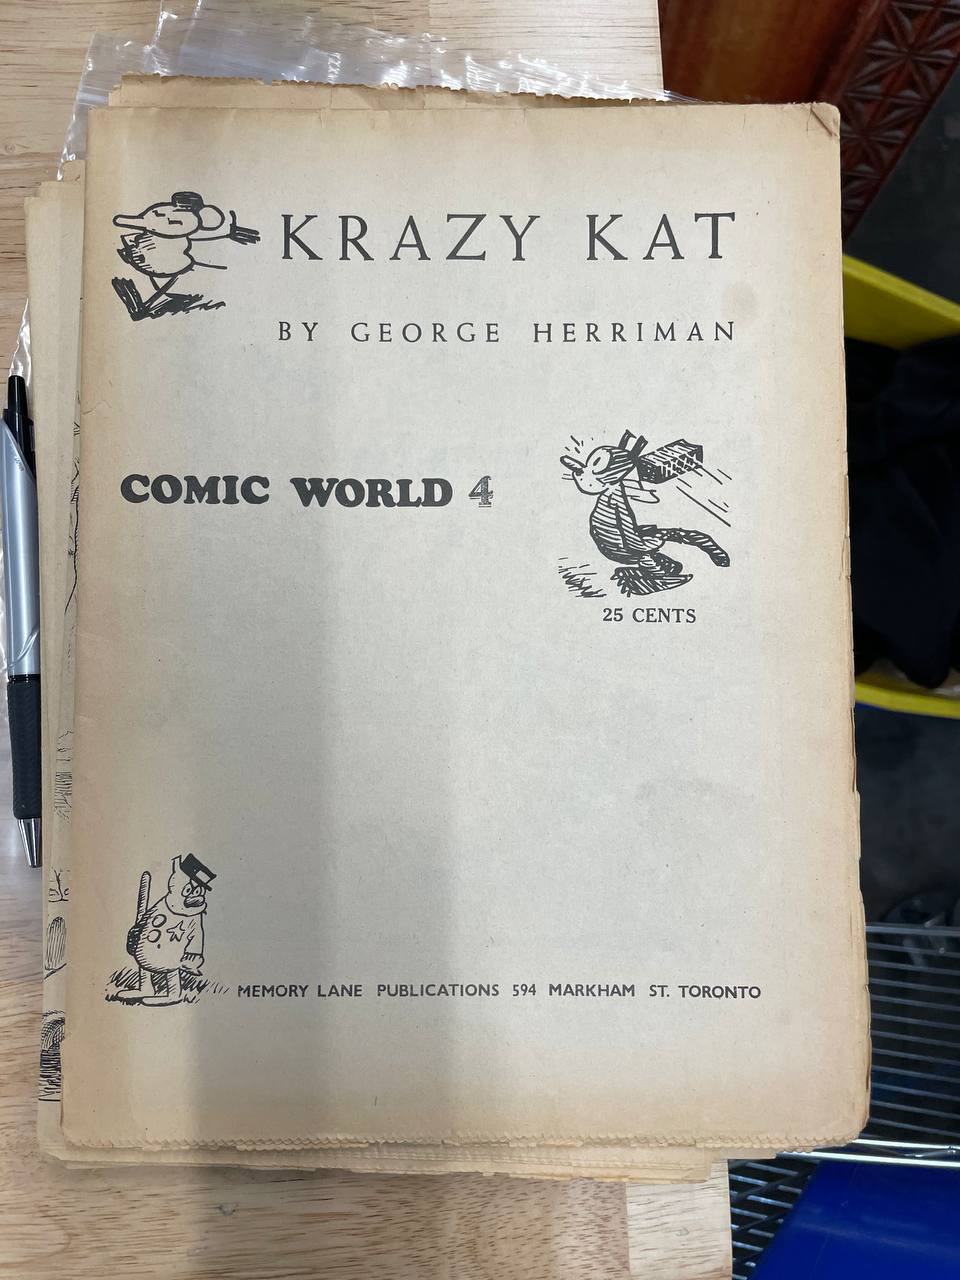 KRAZY KAT
BY GEORGE HERRIMAN
COMIC WORLD 4
25 CENTS
MEMORY LANE PUBLICATIONS 594 MARKHAM ST. TORONTO